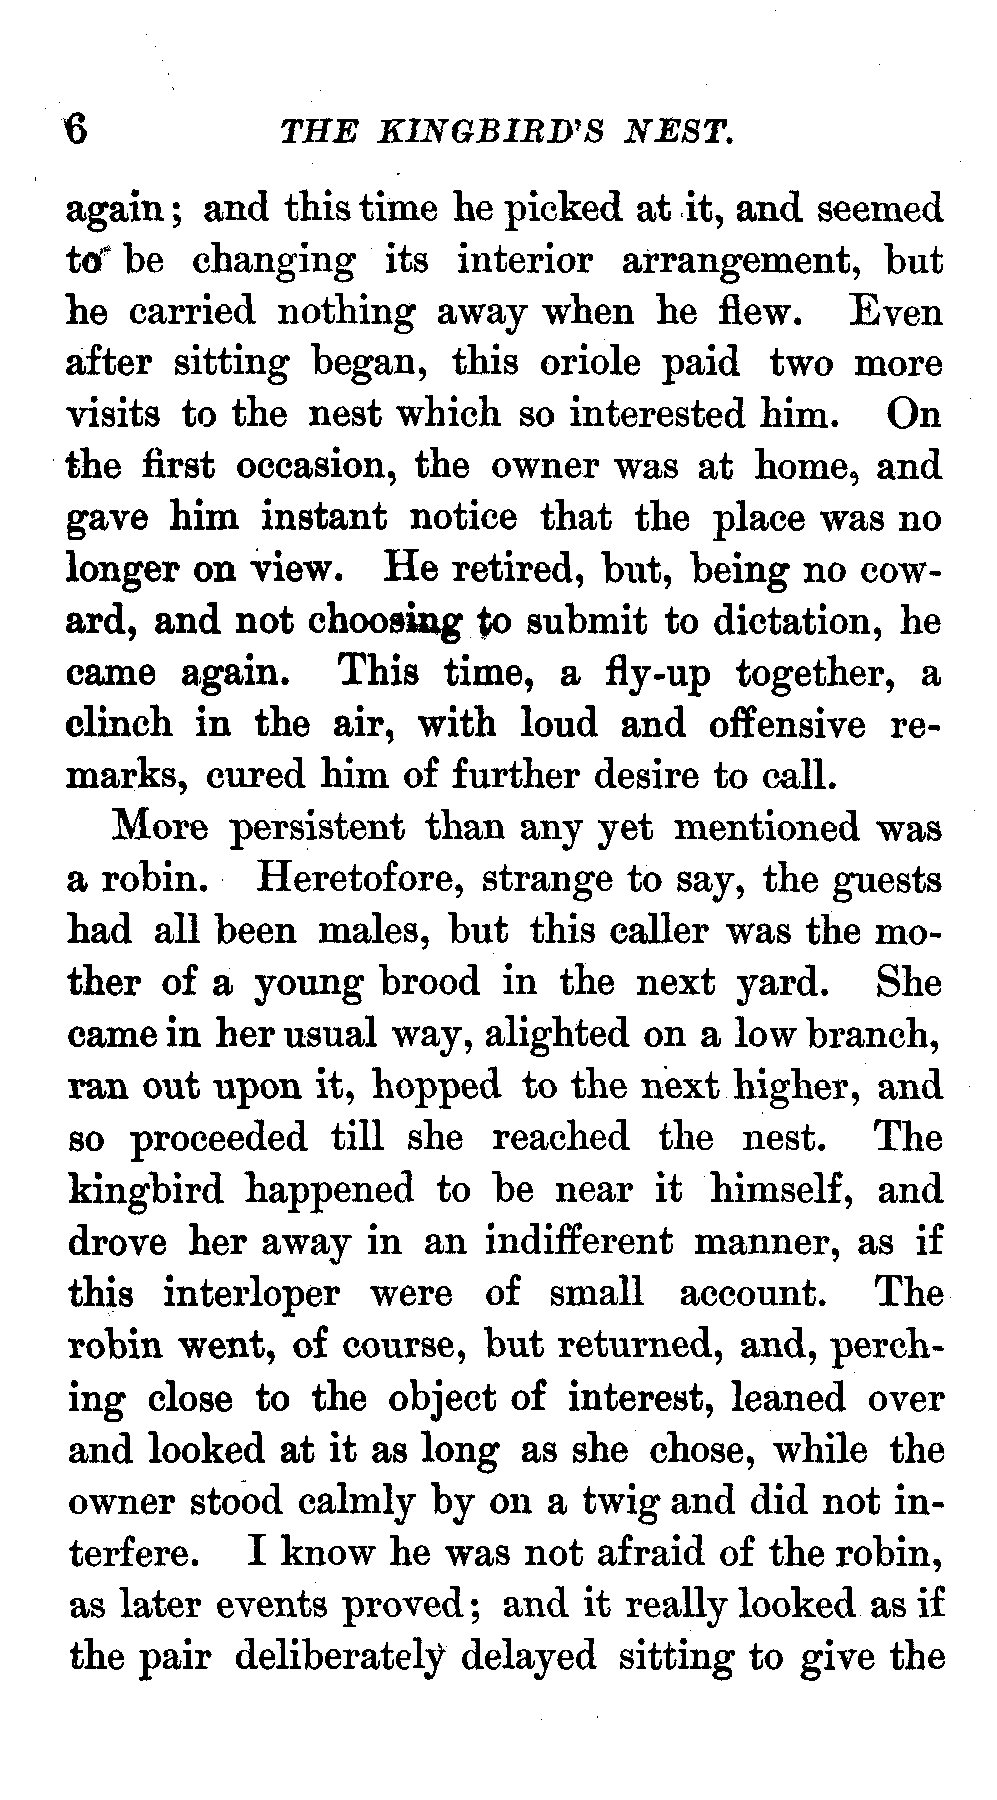 6 THE KINGBIRD'S NEST.
again; and this time he picked at it, and seemed
to be changing its interior arrangement, but
he carried nothing away when he flew. Even
after sitting began, this oriole paid two more
visits to the nest which so interested him. On
the first occasion, the owner was at home, and
gave him instant notice that the place was no
longer on view. He retired, but, being no cow-
ard, and not choosing to submit to dictation, he
came again. This time, a fly-up together, a
clinch in the air, with loud and offensive re-
marks, cured him of further desire to call.
More persistent than any yet mentioned was
a robin. Heretofore, strange to say, the guests
had all been males, but this caller was the mo-
ther of a young brood in the next yard. She
came in her usual way, alighted on a low branch,
ran out upon it, hopped to the next higher, and
so proceeded till she reached the nest. The
kingbird happened to be near it himself, and
drove her away in an indifferent manner, as if
this interloper were of small account. The
robin went, of course, but returned, and, perch-
ing close to the object of interest, leaned over
and looked at it as long as she chose, while the
owner stood calmly by on a twig and did not in-
terfere. I know he was not afraid of the robin,
as later events proved; and it really looked as if
the pair deliberately delayed sitting to give the